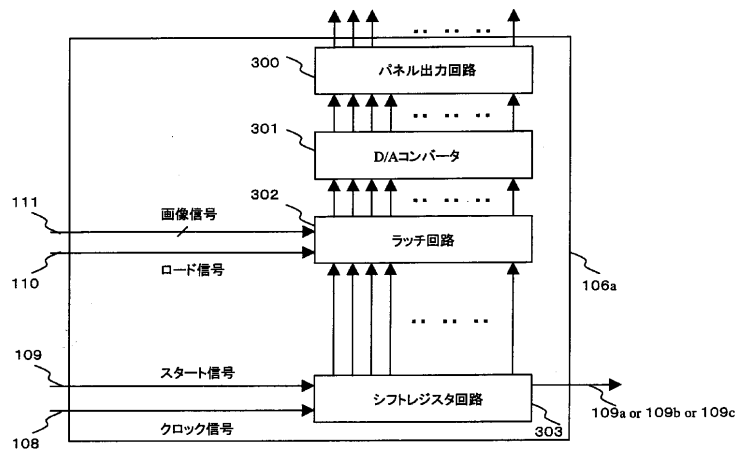 300
パネル出力回路
301
D/Aコンバータ
302
111
画像信号
ラッチ回路
110
ロード信号
106a
109
スタート信号
シフトレジスタ回路
109a or 109b or 109c
108
クロック信号
303